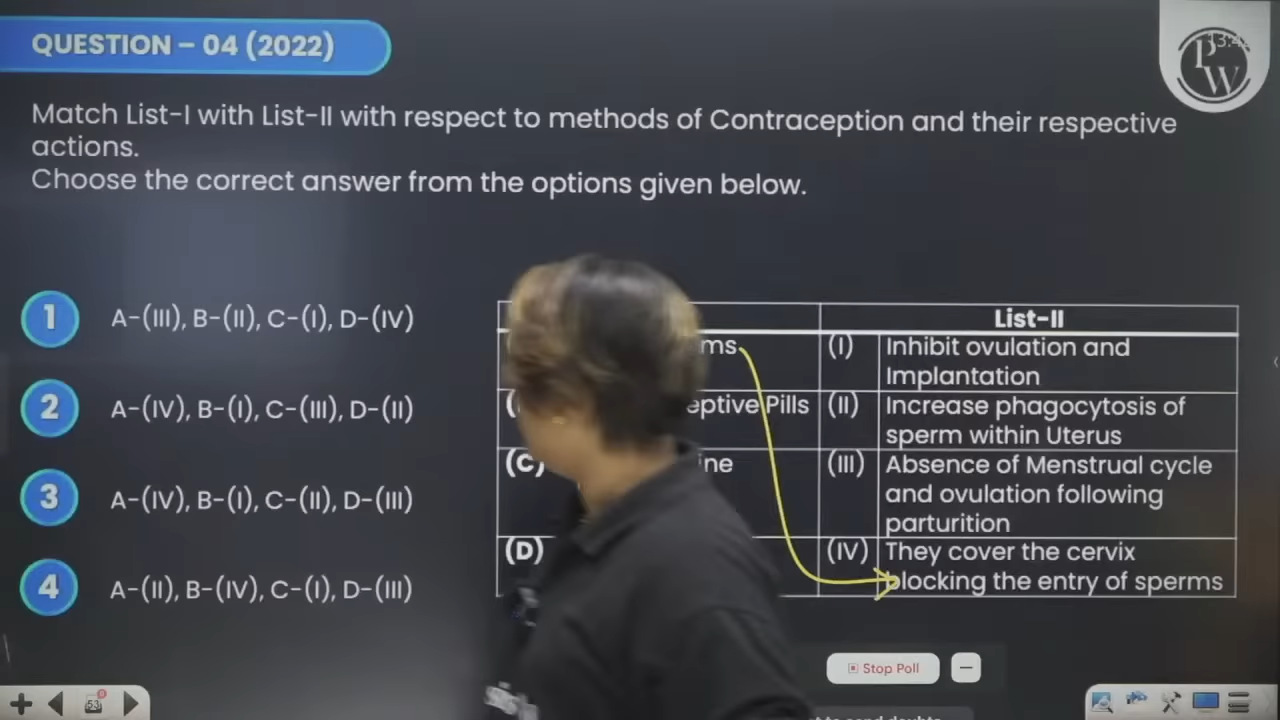 QUESTION – 04 (2022)
PW
Match List-I with List-II with respect to methods of Contraception and their respective
actions.
Choose the correct answer from the options given below.
1 A-(III), B-(II), C-(I), D-(IV)
2 A-(IV), B-(I), C-(III), D-(II)
3 A-(IV), B-(I), C-(II), D-(III)
4 A-(II), B-(IV), C-(I), D-(III)
List-II
(I) Inhibit ovulation and
Implantation
Pills (II) Increase phagocytosis of
sperm within Uterus
(C) (III) Absence of Menstrual cycle
and ovulation following
parturition
(D) (IV) They cover the cervix
blocking the entry of sperms
Stop Poll
53